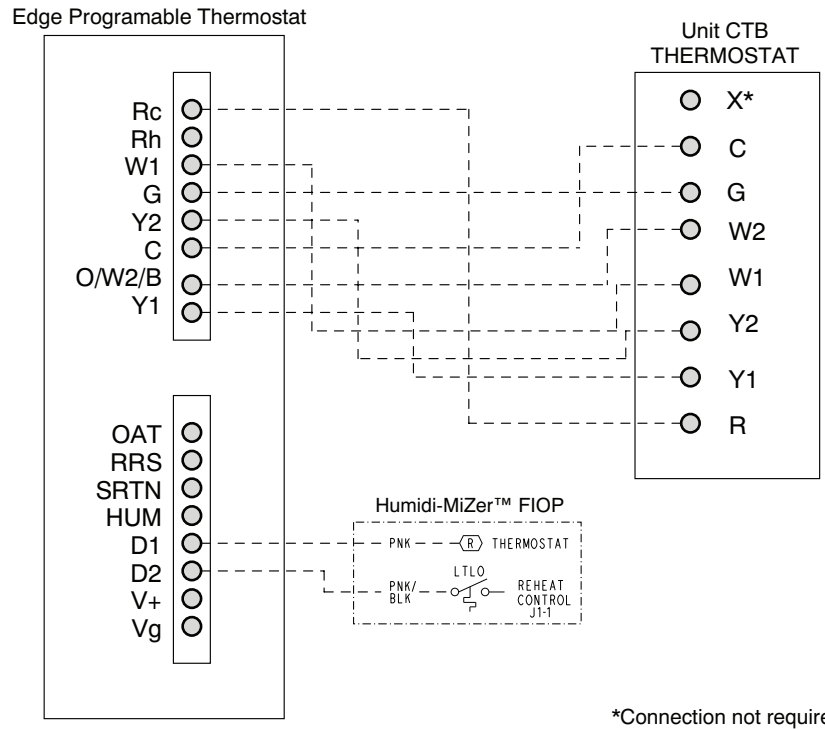 Edge Programable Thermostat
Rc
Rh
W1
G
Y2
C
O/W2/B
Y1
OAT
RRS
SRTN
HUM
D1
D2
V+
Vg
Unit CTB
THERMOSTAT
X*
C
G
W2
W1
Y2
Y1
R
Humidi-MiZer™ FIOP
PNK
R
THERMOSTAT
LTLO
PNK/
BLK
REHEAT
CONTROL
J1-1
*Connection not require